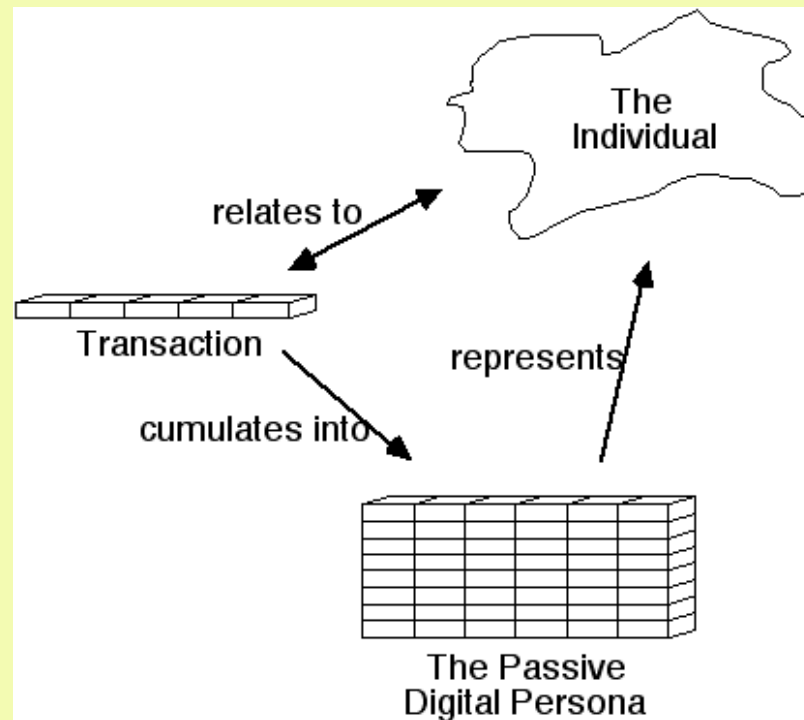 The
Individual
relates to
Transaction
represents
cumulates into
The Passive
Digital Persona